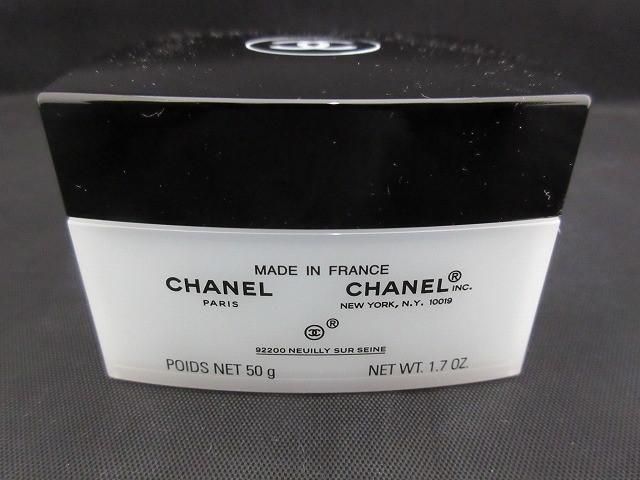 MADE IN FRANCE
CHANEL
PARIS
CHANEL® INC.
NEW YORK, N.Y. 10019
®
92200 NEUILLY SUR SEINE
POIDS NET 50 g
NET WT. 1.7 OZ.